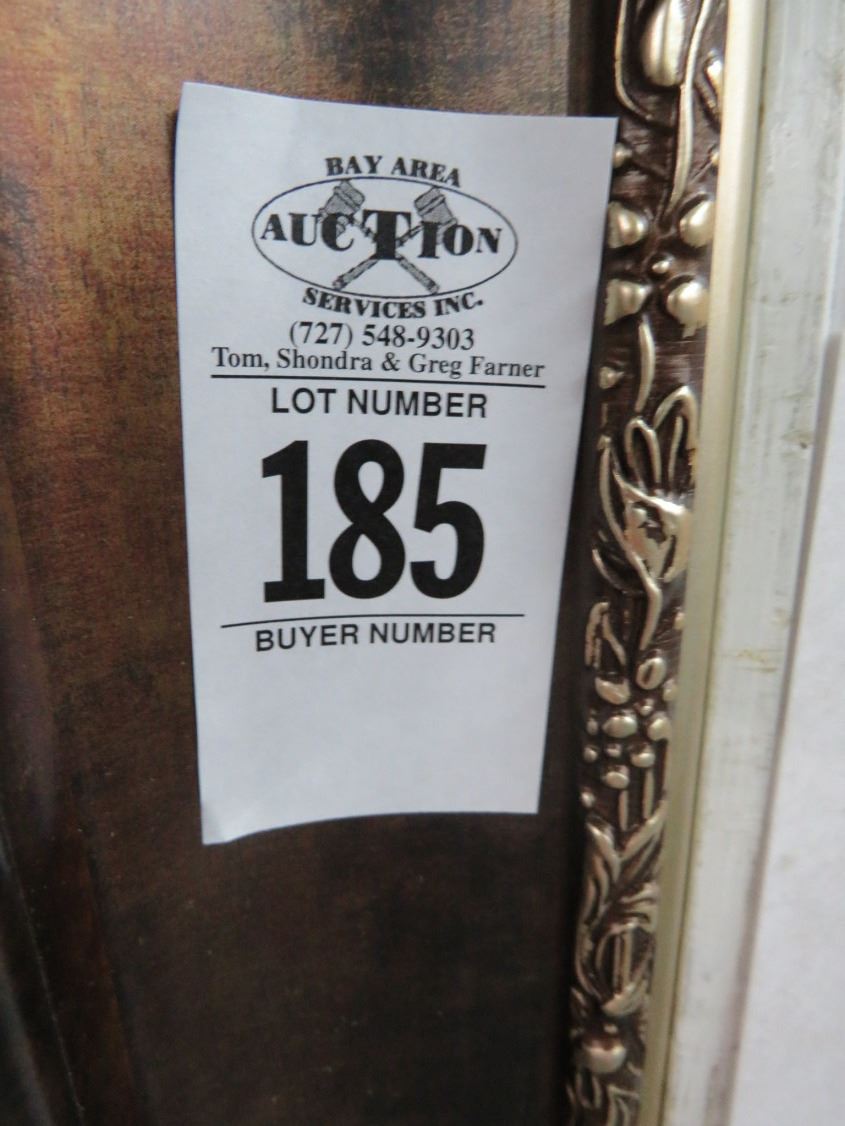 BAY AREA
AUCTION
SERVICES INC.
(727) 548-9303
Tom, Shondra & Greg Farner
LOT NUMBER
185
BUYER NUMBER